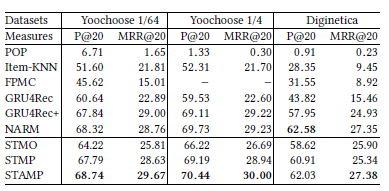 Datasets Yoochoose 1/64 Yoochoose 1/4 Diginetica
Measures P@20 MRR@20 P@20 MRR@20 P@20 MRR@20
POP 6.71 1.65 1.33 0.30 0.91 0.23
Item-KNN 51.60 21.81 52.31 21.70 28.35 9.45
FPMC 45.62 15.01 – – 31.55 8.92
GRU4Rec 60.64 22.89 59.53 22.60 43.82 15.46
GRU4Rec+ 67.84 29.00 69.11 29.22 57.95 24.93
NARM 68.32 28.76 69.73 29.23 62.58 27.35
STMO 64.22 25.81 66.22 26.69 58.62 25.90
STMP 67.79 28.63 69.19 28.94 60.91 25.34
STAMP 68.74 29.67 70.44 30.00 62.03 27.38